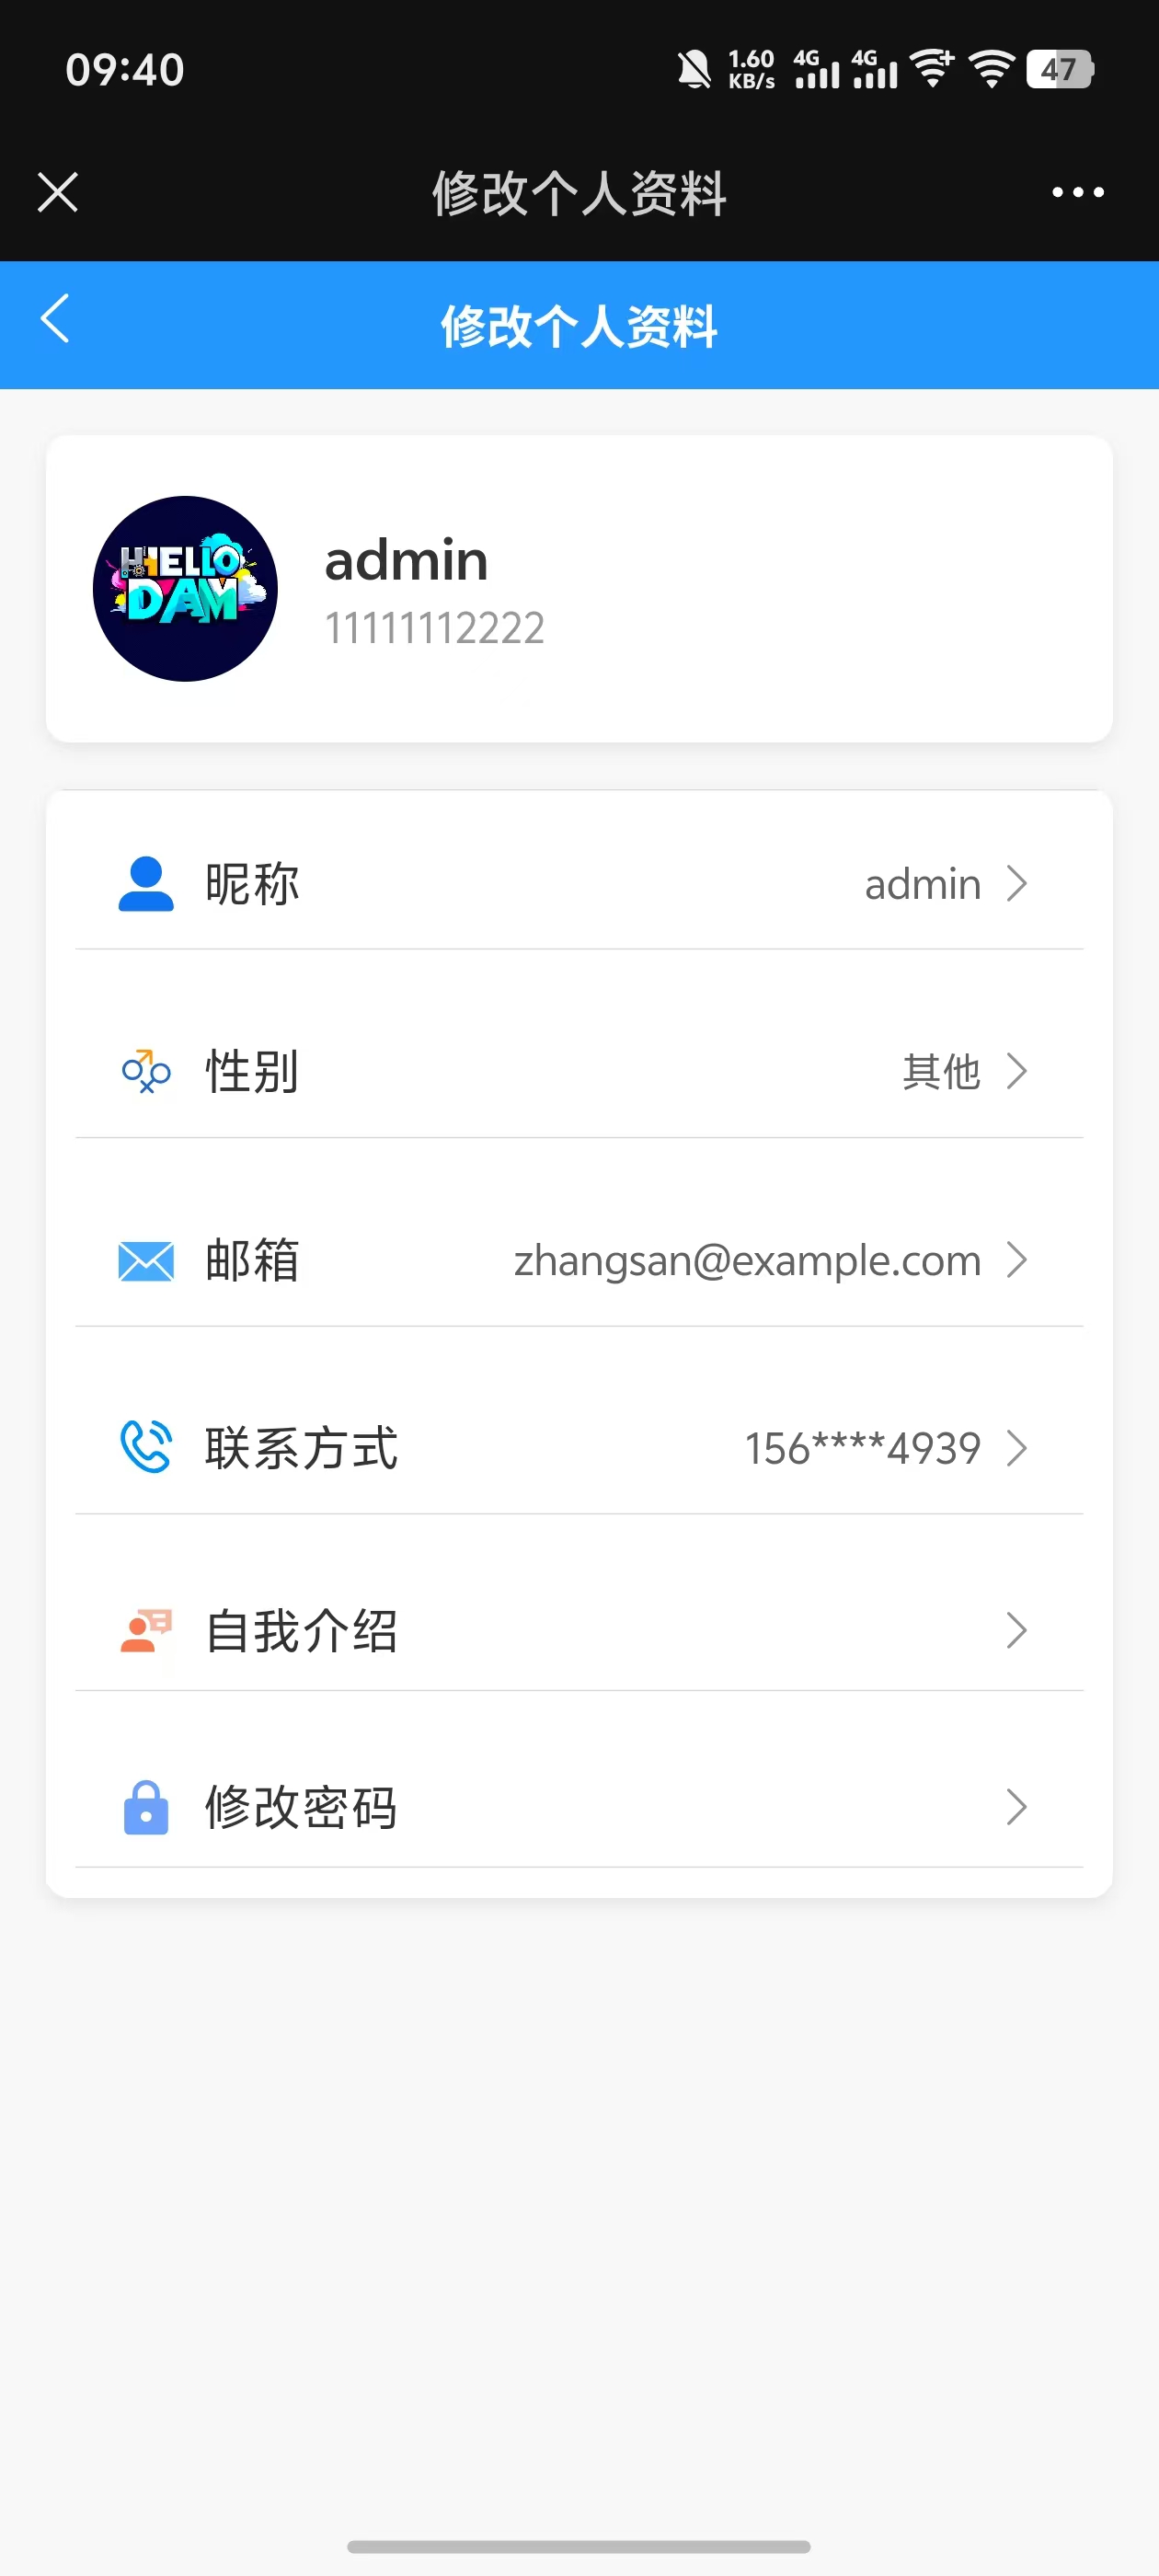 09:40
1.60
KB/s
4G
4G
47
修改个人资料
修改个人资料
HELLO
DAM
admin
11111112222
昵称 admin
性别 其他
邮箱 zhangsan@example.com
联系方式 156****4939
自我介绍
修改密码